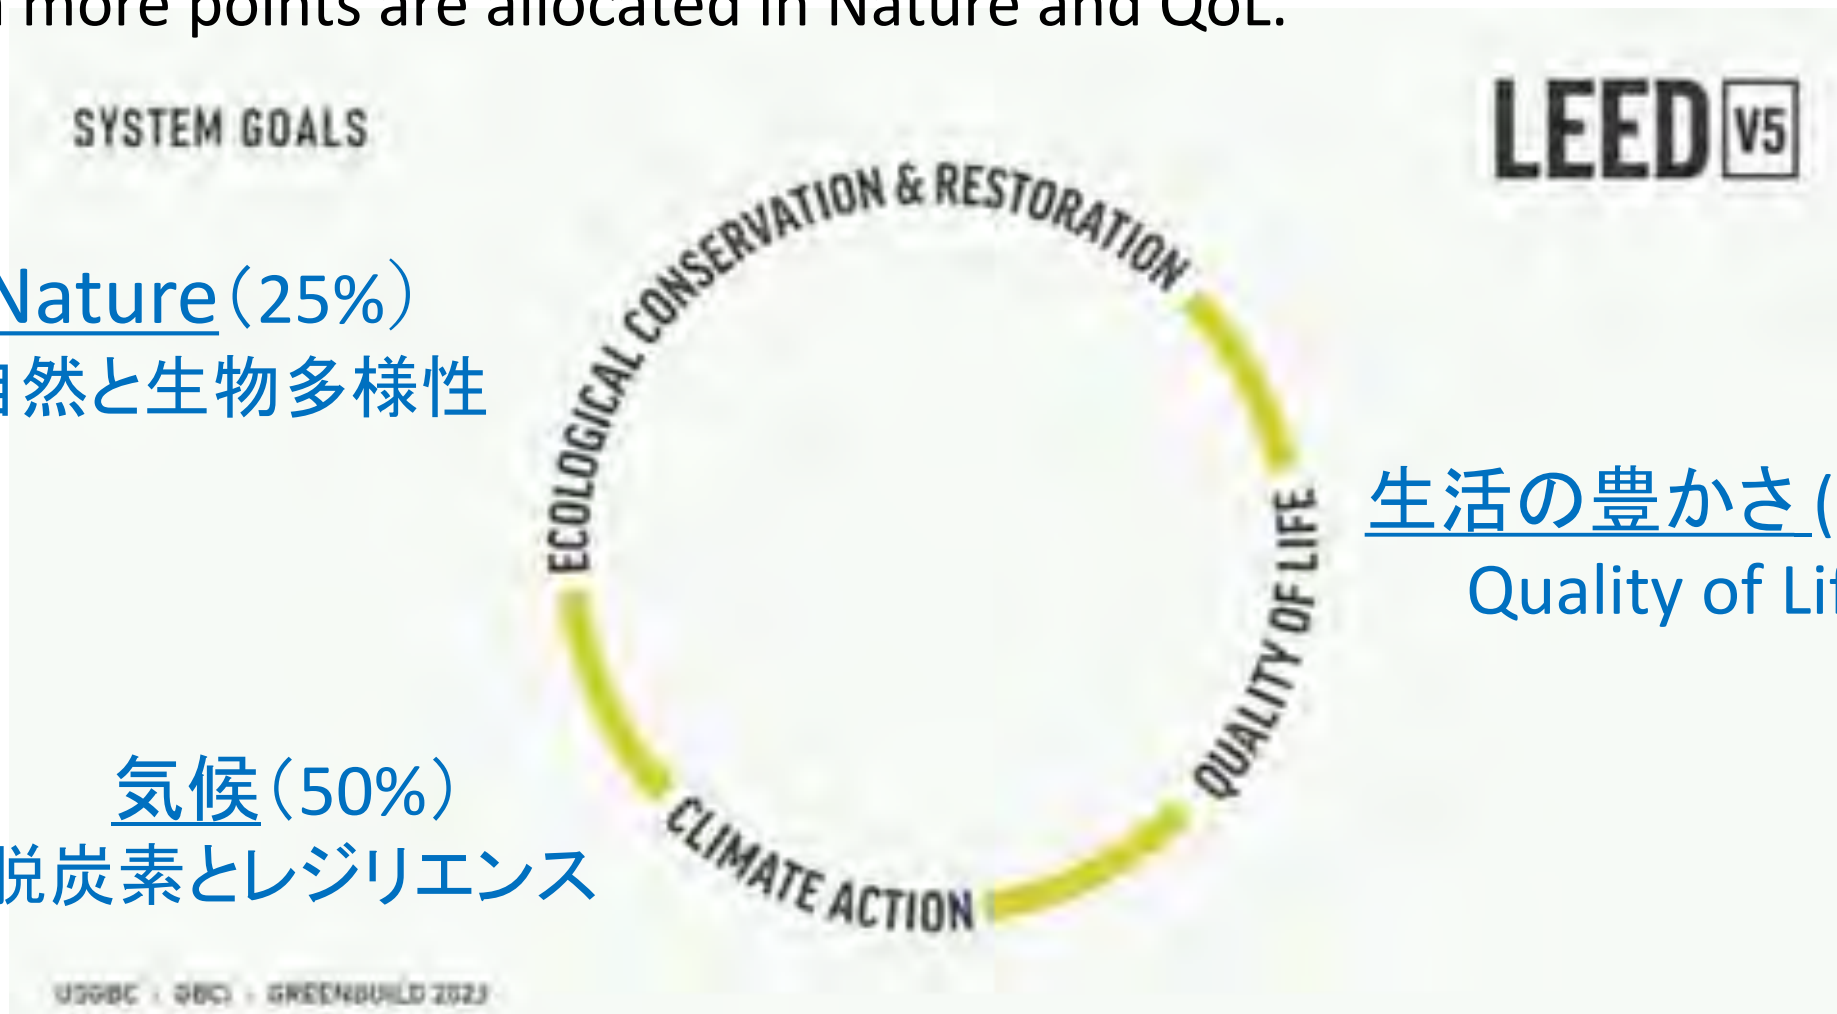 more points are allocated in Nature and QoL.
SYSTEM GOALS
LEED V5
ECOLOGICAL CONSERVATION & RESTORATION
Nature（25%）
自然と生物多様性
生活の豊かさ(
QUALITY OF LIFE
Quality of Lif
気候（50%）
脱炭素とレジリエンス
CLIMATE ACTION
USGBC · GBCI · GREENBUILD 2023